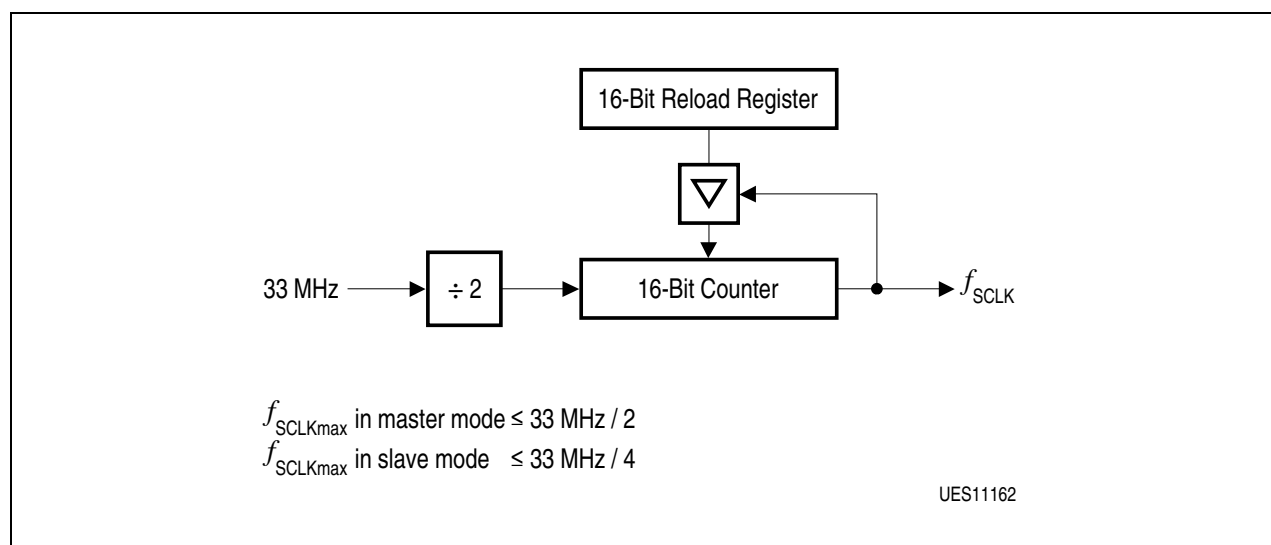 16-Bit Reload Register
▽
33 MHz
÷ 2
16-Bit Counter
fSCLK
fSCLKmax in master mode ≤ 33 MHz / 2
fSCLKmax in slave mode ≤ 33 MHz / 4
UES11162